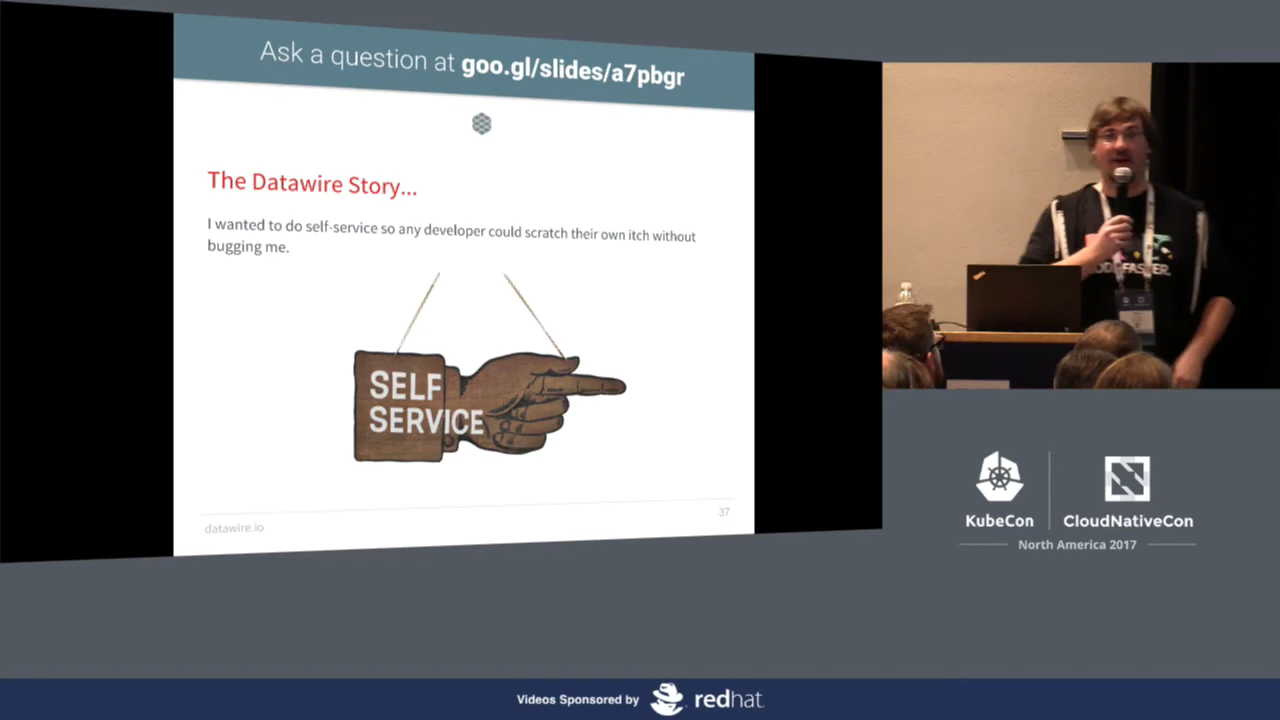 Ask a question at goo.gl/slides/a7pbgr
The Datawire Story...
I wanted to do self-service so any developer could scratch their own itch without
bugging me.
SELF
SERVICE
datawire.io
37
FASTER.
KubeCon
CloudNativeCon
North America 2017
Videos Sponsored by
redhat.